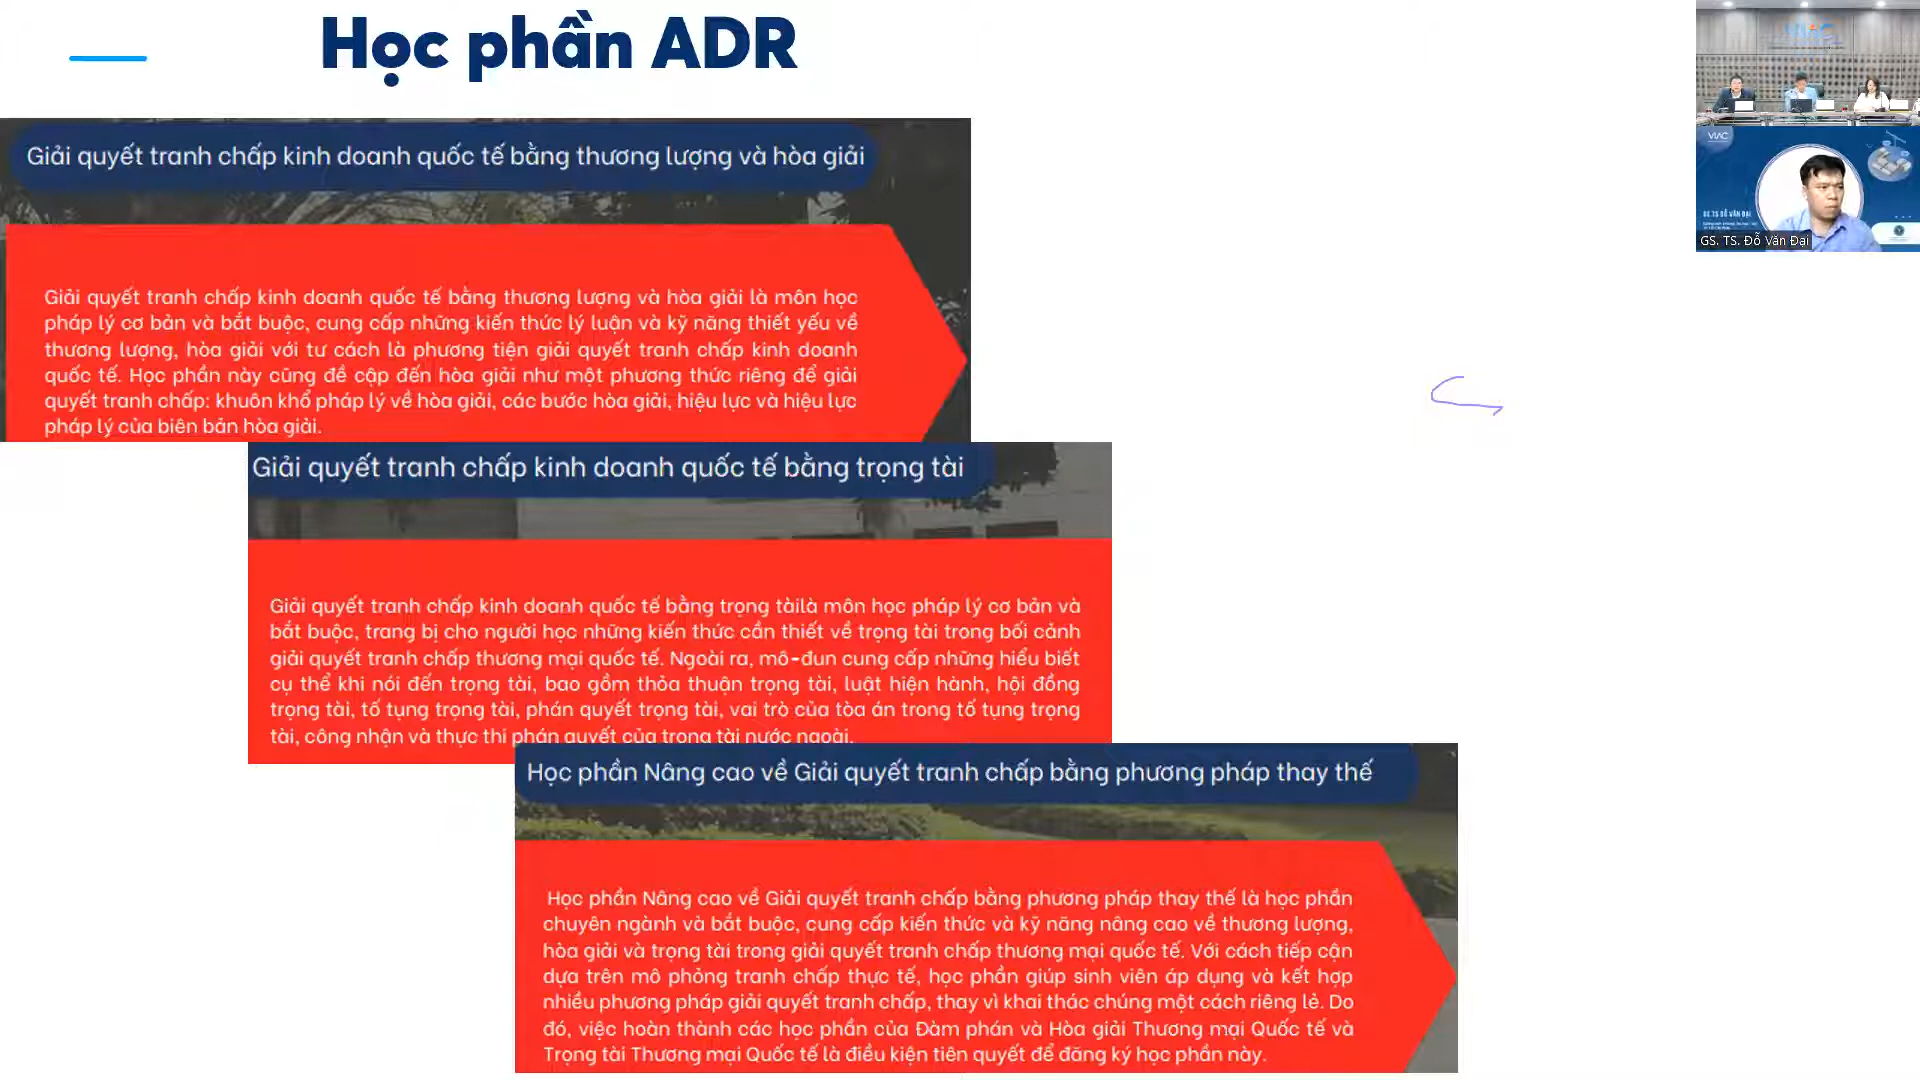 Học phần ADR
Giải quyết tranh chấp kinh doanh quốc tế bằng thương lượng và hòa giải
Giải quyết tranh chấp kinh doanh quốc tế bằng thương lượng và hòa giải là môn học
pháp lý cơ bản và bắt buộc, cung cấp những kiến thức lý luận và kỹ năng thiết yếu về
thương lượng, hòa giải với tư cách là phương tiện giải quyết tranh chấp kinh doanh
quốc tế. Học phần này cũng đề cập đến hòa giải như một phương thức riêng để giải
quyết tranh chấp: khuôn khổ pháp lý về hòa giải, các bước hòa giải, hiệu lực và hiệu lực
pháp lý của biên bản hòa giải.
Giải quyết tranh chấp kinh doanh quốc tế bằng trọng tài
Giải quyết tranh chấp kinh doanh quốc tế bằng trọng tàilà môn học pháp lý cơ bản và
bắt buộc, trang bị cho người học những kiến thức cần thiết về trọng tài trong bối cảnh
giải quyết tranh chấp thương mại quốc tế. Ngoài ra, mô-đun cung cấp những hiểu biết
cụ thể khi nói đến trọng tài, bao gồm thỏa thuận trọng tài, luật hiện hành, hội đồng
trọng tài, tố tụng trọng tài, phán quyết trọng tài, vai trò của tòa án trong tố tụng trọng
tài, công nhận và thực thi phán quyết của trọng tài nước ngoài.
Học phần Nâng cao về Giải quyết tranh chấp bằng phương pháp thay thế
Học phần Nâng cao về Giải quyết tranh chấp bằng phương pháp thay thế là học phần
chuyên ngành và bắt buộc, cung cấp kiến thức và kỹ năng nâng cao về thương lượng,
hòa giải và trọng tài trong giải quyết tranh chấp thương mại quốc tế. Với cách tiếp cận
dựa trên mô phỏng tranh chấp thực tế, học phần giúp sinh viên áp dụng và kết hợp
nhiều phương pháp giải quyết tranh chấp, thay vì khai thác chúng một cách riêng lẻ. Do
đó, việc hoàn thành các học phần của Đàm phán và Hòa giải Thương mại Quốc tế và
Trọng tài Thương mại Quốc tế là điều kiện tiên quyết để đăng ký học phần này.
VIAC
VIAC
GS.TS ĐỖ VĂN ĐẠI
GS. TS. Đỗ Văn Đại